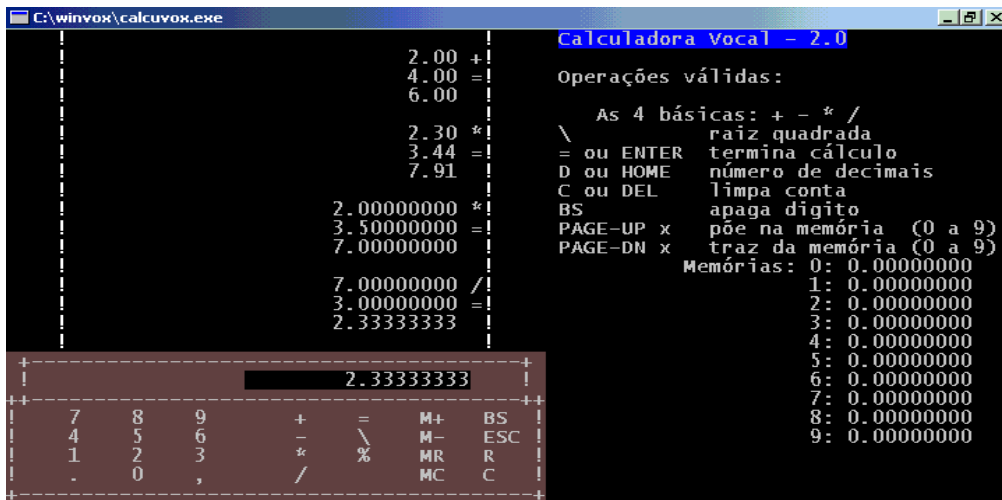 C:\winvox\calcuvox.exe
2.00 +
4.00 =
6.00
2.30 *
3.44 =
7.91
2.00000000 *
3.50000000 =
7.00000000
7.00000000 /
3.00000000 =
2.33333333
2.33333333
7 8 9 + = M+ BS
4 5 6 - \ M- ESC
1 2 3 * % MR R
. 0 , / MC C
Calculadora Vocal - 2.0
Operações válidas:
As 4 básicas: + - * /
\ raiz quadrada
= ou ENTER termina cálculo
D ou HOME número de decimais
C ou DEL limpa conta
BS apaga digito
PAGE-UP x põe na memória (0 a 9)
PAGE-DN x traz da memória (0 a 9)
Memórias: 0: 0.00000000
1: 0.00000000
2: 0.00000000
3: 0.00000000
4: 0.00000000
5: 0.00000000
6: 0.00000000
7: 0.00000000
8: 0.00000000
9: 0.00000000